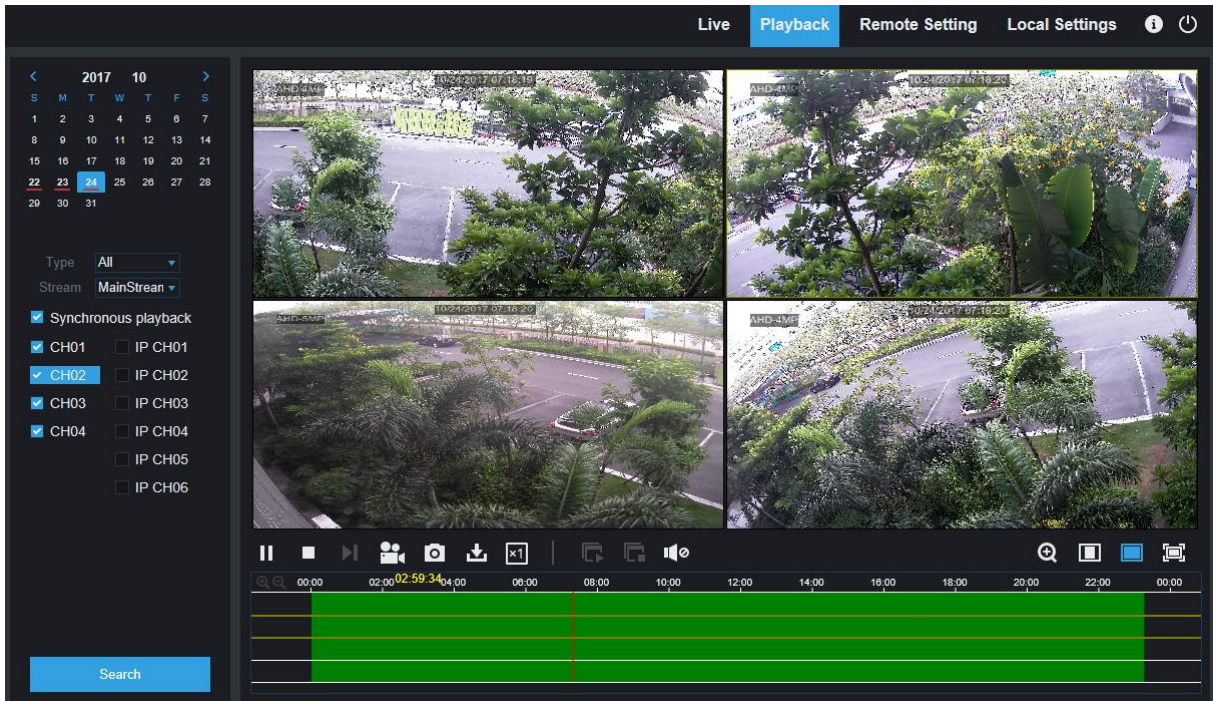 Live Playback Remote Setting Local Settings
2017 10
S M T W T F S
1 2 3 4 5 6 7
8 9 10 11 12 13 14
15 16 17 18 19 20 21
22 23 24 25 26 27 28
29 30 31
Type All
Stream MainStrean
Synchronous playback
CH01 IP CH01
CH02 IP CH02
CH03 IP CH03
CH04 IP CH04
IP CH05
IP CH06
Search
AHD-4MP 10/24/2017 07:18:19
AHD-4MP 10/24/2017 07:18:20
AHD-5MP 10/24/2017 07:18:20
AHD-4MP 10/24/2017 07:18:20
×1
00:00 02:00 02:59:34 04:00 06:00 08:00 10:00 12:00 14:00 16:00 18:00 20:00 22:00 00:00